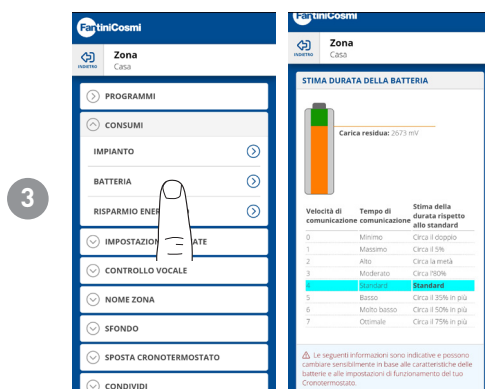 3
FantiniCosmi
INDIETRO
Zona
Casa
PROGRAMMI
CONSUMI
IMPIANTO
BATTERIA
RISPARMIO
IMPOSTAZION
CONTROLLO VOCALE
NOME ZONA
SFONDO
SPOSTA CRONOTERMOSTATO
CONDIVIDI
FantiniCosmi
INDIETRO
Zona
Casa
STIMA DURATA DELLA BATTERIA
Carica residua: 2673 mV
Velocità di comunicazione Tempo di comunicazione Stima della durata rispetto allo standard
0 Minimo Circa il doppio
1 Massimo Circa il 5%
2 Alto Circa la metà
3 Moderato Circa l'80%
4 Standard Standard
5 Basso Circa il 35% in più
6 Molto basso Circa il 50% in più
7 Ottimale Circa il 75% in più
Le seguenti informazioni sono indicative e possono
cambiare sensibilmente in base alle caratteristiche delle
batterie e alle impostazioni di funzionamento del tuo
Cronotermostato.